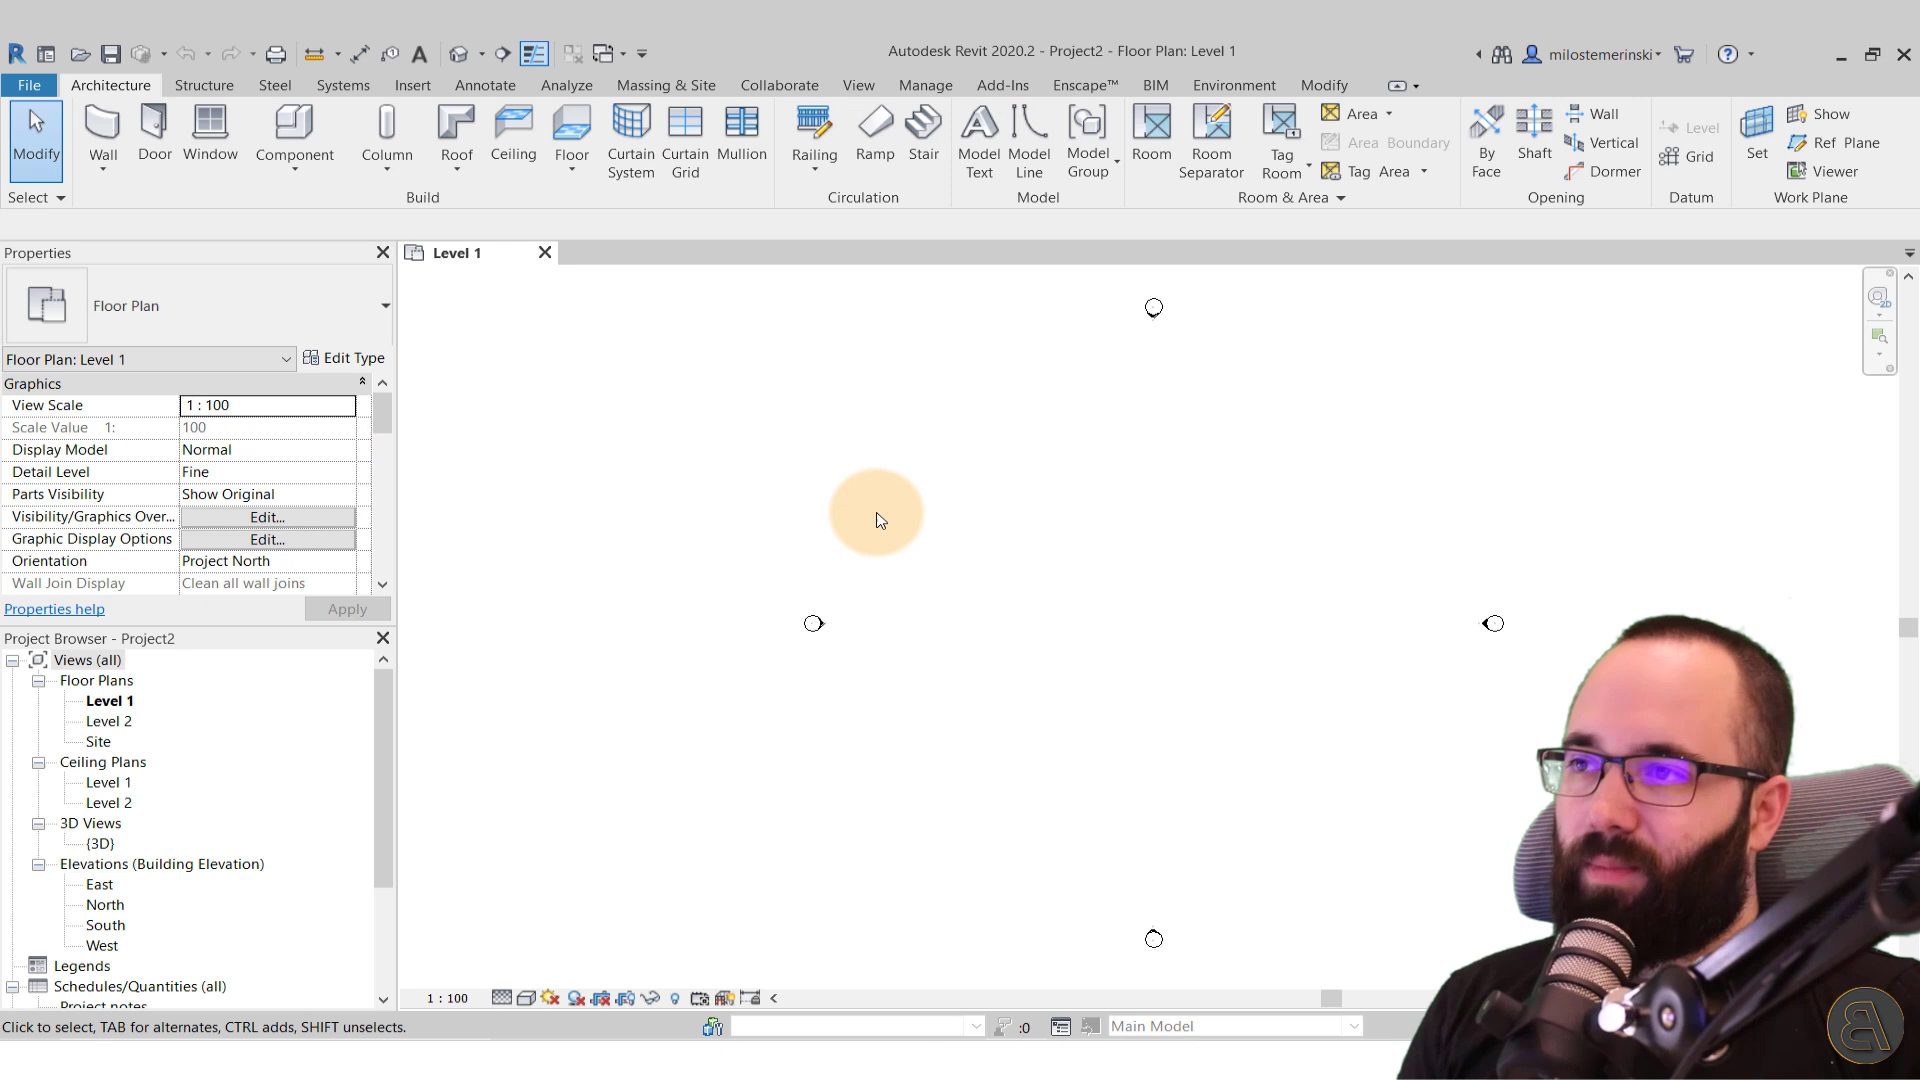 Autodesk Revit 2020.2 - Project2 - Floor Plan: Level 1
milostemerinski
File Architecture Structure Steel Systems Insert Annotate Analyze Massing & Site Collaborate View Manage Add-Ins Enscape™ BIM Environment Modify
Modify
Wall
Door
Window
Component
Column
Roof
Ceiling
Floor
Curtain System
Curtain Grid
Mullion
Railing
Ramp
Stair
Model Text
Model Line
Model Group
Room
Room Separator
Tag Room
Area
Area Boundary
Tag Area
By Face
Shaft
Wall
Vertical
Dormer
Level
Grid
Set
Show
Ref Plane
Viewer
Select Build Circulation Model Room & Area Opening Datum Work Plane
Properties
Level 1
2D
Floor Plan
Floor Plan: Level 1 Edit Type
Graphics
View Scale 1 : 100
Scale Value 1: 100
Display Model Normal
Detail Level Fine
Parts Visibility Show Original
Visibility/Graphics Over... Edit...
Graphic Display Options Edit...
Orientation Project North
Wall Join Display Clean all wall joins
Properties help Apply
Project Browser - Project2
Views (all)
Floor Plans
Level 1
Level 2
Site
Ceiling Plans
Level 1
Level 2
3D Views
{3D}
Elevations (Building Elevation)
East
North
South
West
Legends
Schedules/Quantities (all)
Project notes
1 : 100
Click to select, TAB for alternates, CTRL adds, SHIFT unselects.
:0
Main Model